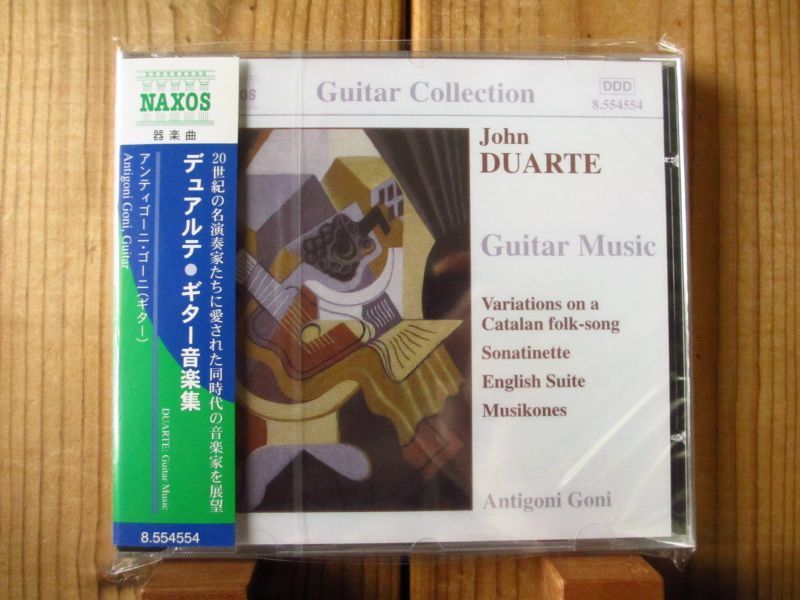 NAXOS
器楽曲
20世紀の名演奏家たちに愛された同時代の音楽家を展望
デュアルテ●ギター音楽集
DUARTE: Guitar Music
アンティゴーニ・ゴーニ(ギター)
Antigoni Goni, Guitar
8.554554
OS
Guitar Collection
DDD
8.554554
John
DUARTE
Guitar Music
Variations on a
Catalan folk-song
Sonatinette
English Suite
Musikones
Antigoni Goni